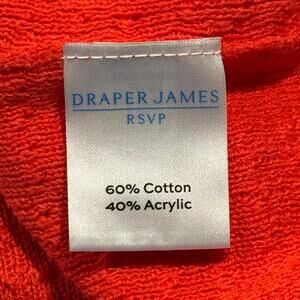 DRAPER JAMES
RSVP
60% Cotton
40% Acrylic